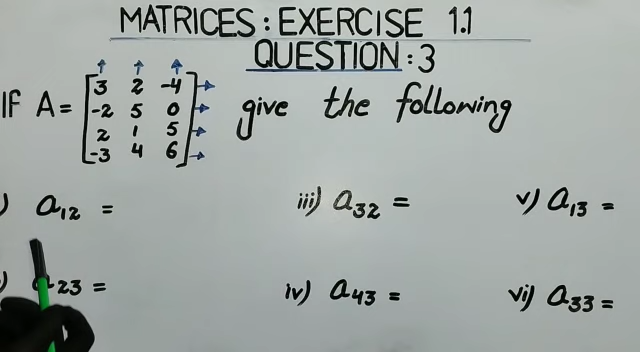 MATRICES: EXERCISE 1.1
QUESTION: 3
IF A = [3 2 -4
-2 5 0
2 1 5
-3 4 6] give the following
) a12 = iii) a32 = v) a13 =
) a23 = iv) a43 = vi) a33 =